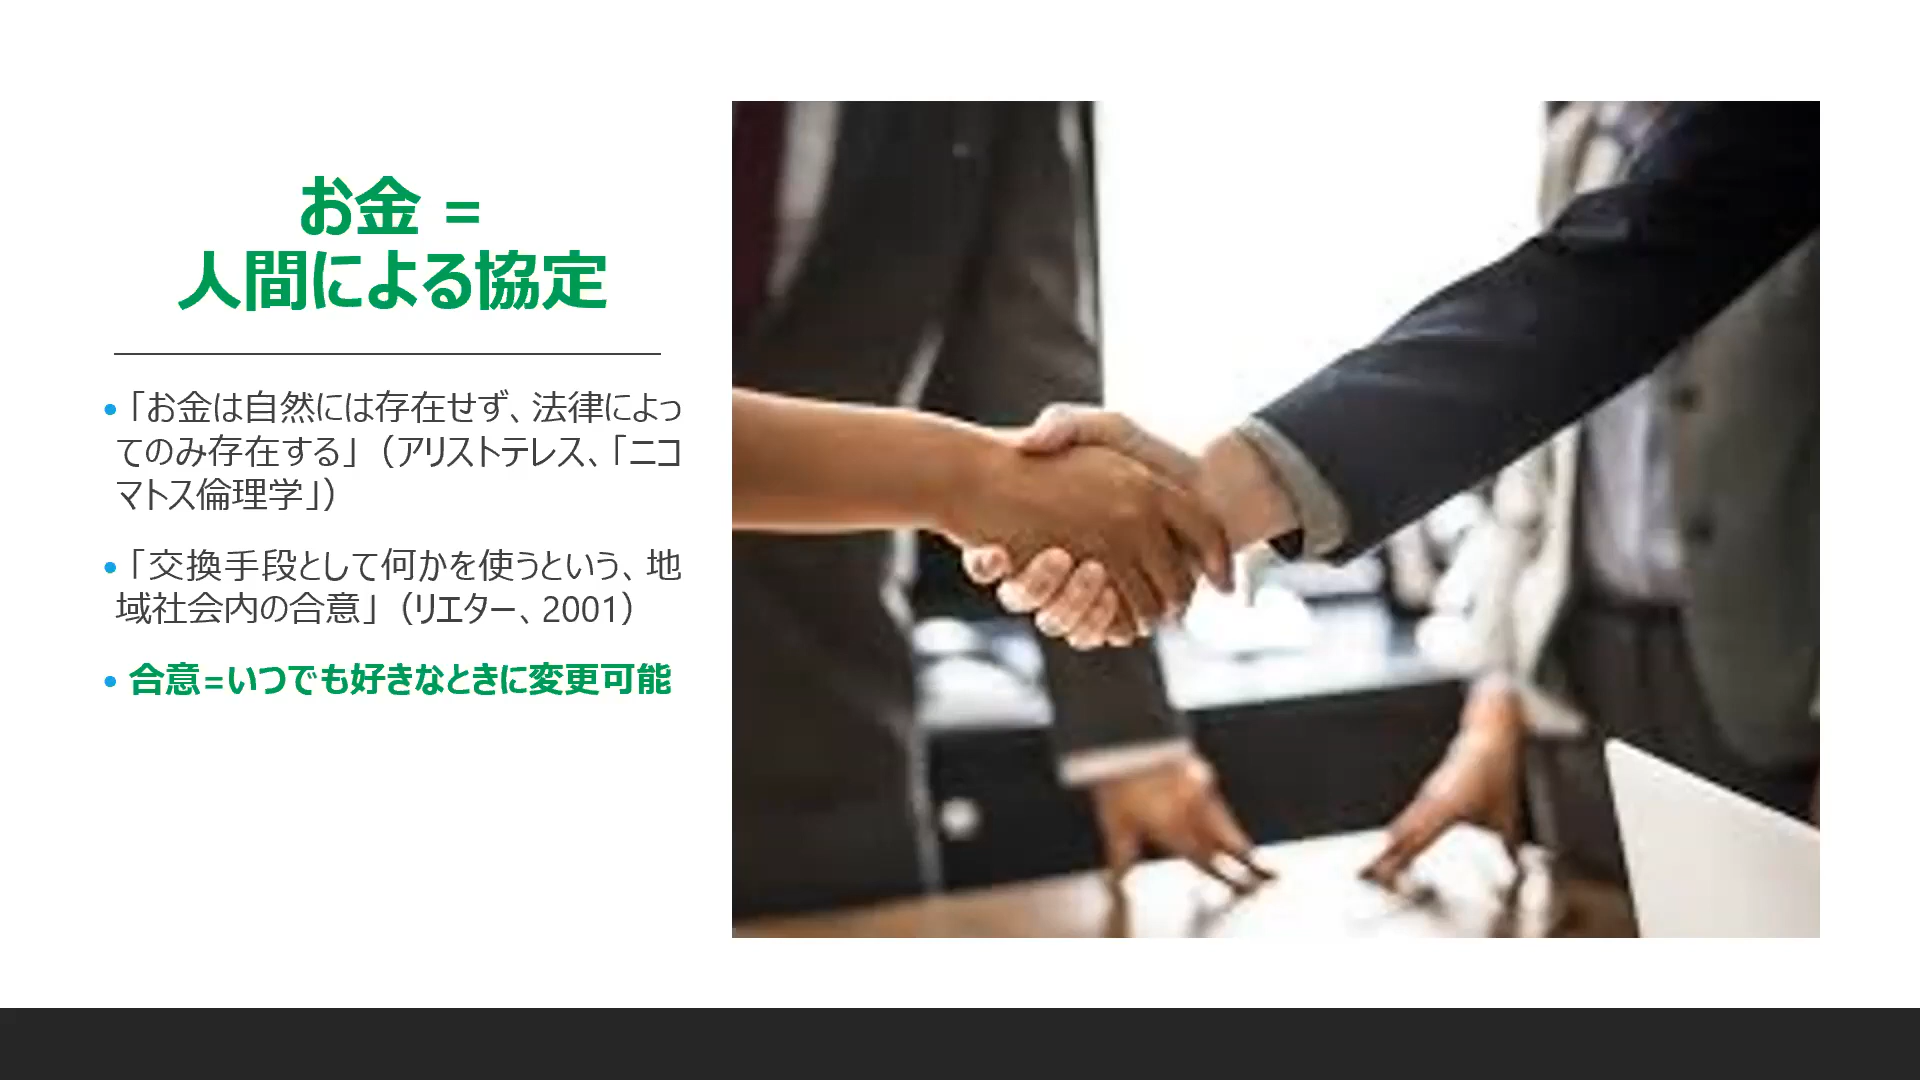 お金 =
人間による協定
• 「お金は自然には存在せず、法律によっ
てのみ存在する」（アリストテレス、「ニコ
マトス倫理学」）
• 「交換手段として何かを使うという、地
域社会内の合意」（リエター、2001）
• 合意=いつでも好きなときに変更可能